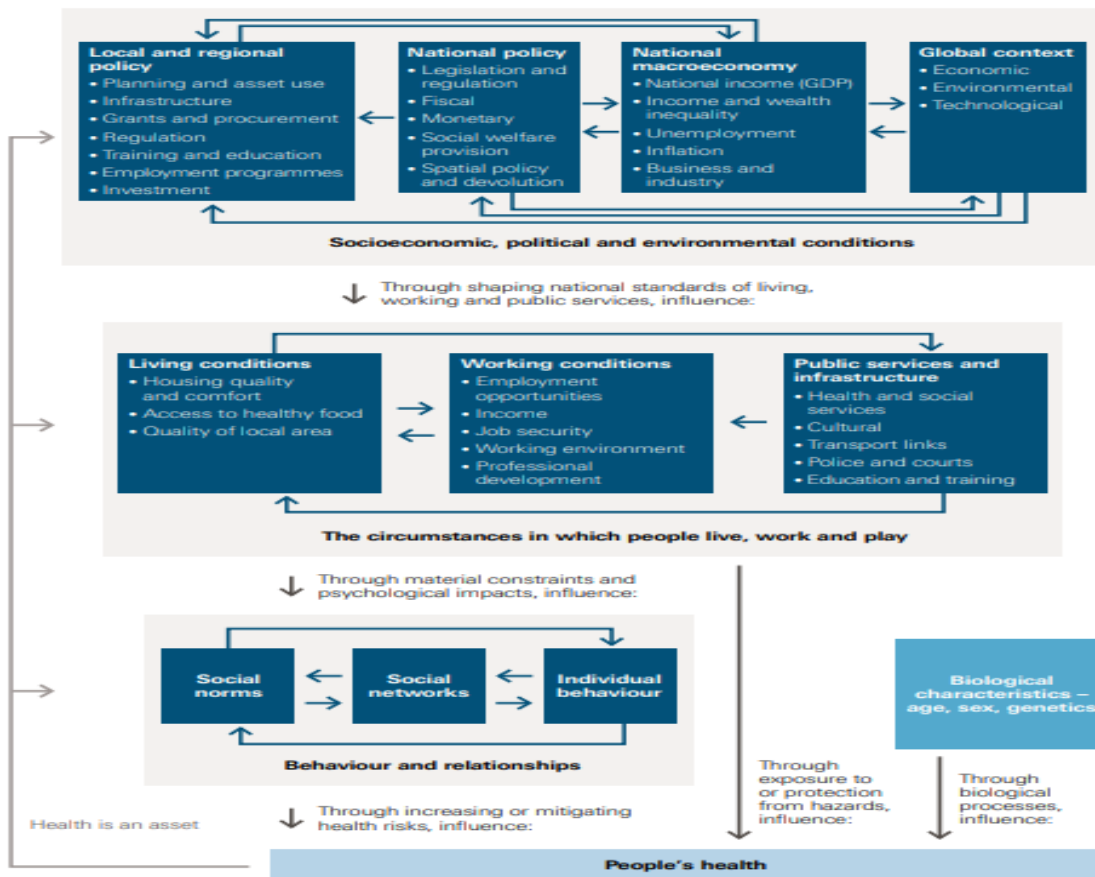 Local and regional
policy
• Planning and asset use
• Infrastructure
• Grants and procurement
• Regulation
• Training and education
• Employment programmes
• Investment
National policy
• Legislation and
regulation
• Fiscal
• Monetary
• Social welfare
provision
• Spatial policy
and devolution
National
macroeconomy
• National income (GDP)
• Income and wealth
inequality
• Unemployment
• Inflation
• Business and
industry
Global context
• Economic
• Environmental
• Technological
Socioeconomic, political and environmental conditions
Through shaping national standards of living,
working and public services, influence:
Living conditions
• Housing quality
and comfort
• Access to healthy food
• Quality of local area
Working conditions
• Employment
opportunities
• Income
• Job security
• Working environment
• Professional
development
Public services and
infrastructure
• Health and social
services
• Cultural
• Transport links
• Police and courts
• Education and training
The circumstances in which people live, work and play
Through material constraints and
psychological impacts, influence:
Social
norms
Social
networks
Individual
behaviour
Behaviour and relationships
Biological
characteristics –
age, sex, genetics
Through increasing or mitigating
health risks, influence:
Through
exposure to
or protection
from hazards,
influence:
Through
biological
processes,
influence:
Health is an asset
People's health